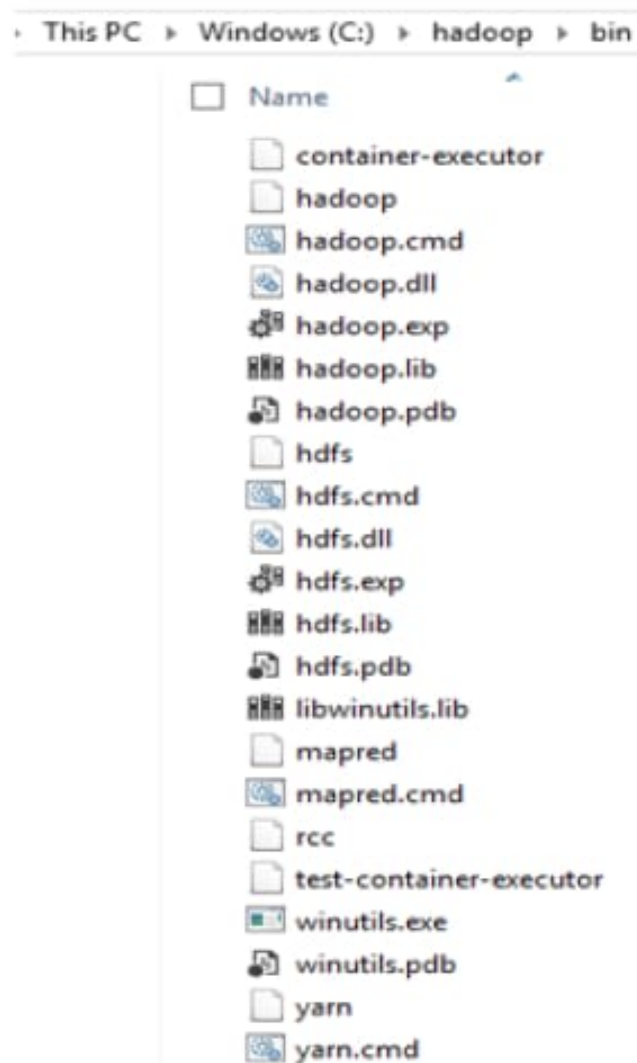 This PC Windows (C:) hadoop bin
Name
container-executor
hadoop
hadoop.cmd
hadoop.dll
hadoop.exp
hadoop.lib
hadoop.pdb
hdfs
hdfs.cmd
hdfs.dll
hdfs.exp
hdfs.lib
hdfs.pdb
libwinutils.lib
mapred
mapred.cmd
rcc
test-container-executor
winutils.exe
winutils.pdb
yarn
yarn.cmd